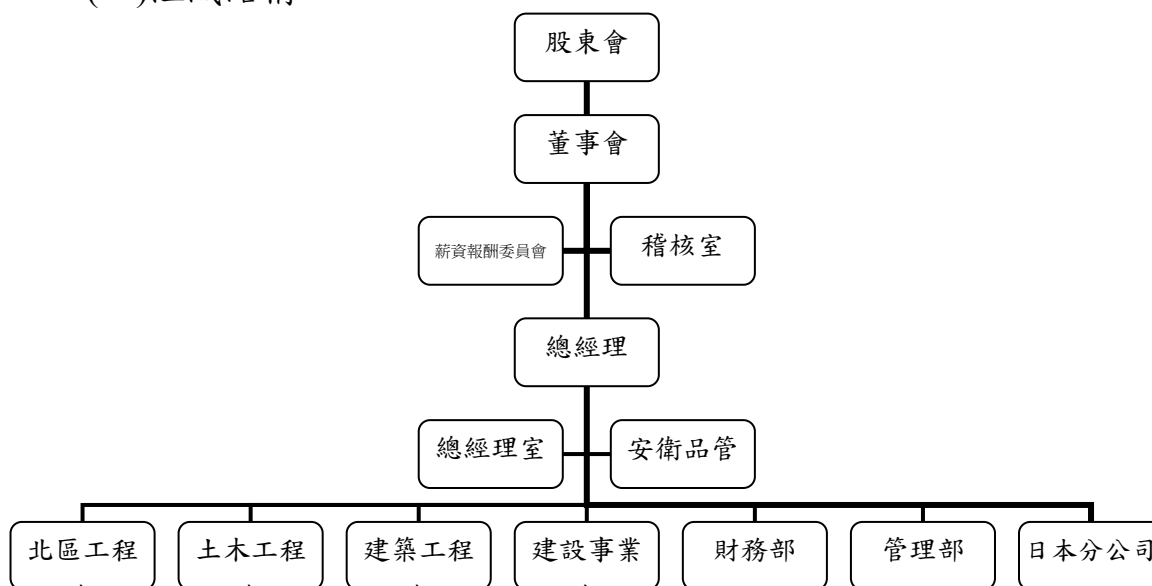 股東會
董事會
薪資報酬委員會
稽核室
總經理
總經理室
安衛品管
北區工程
土木工程
建築工程
建設事業
財務部
管理部
日本分公司